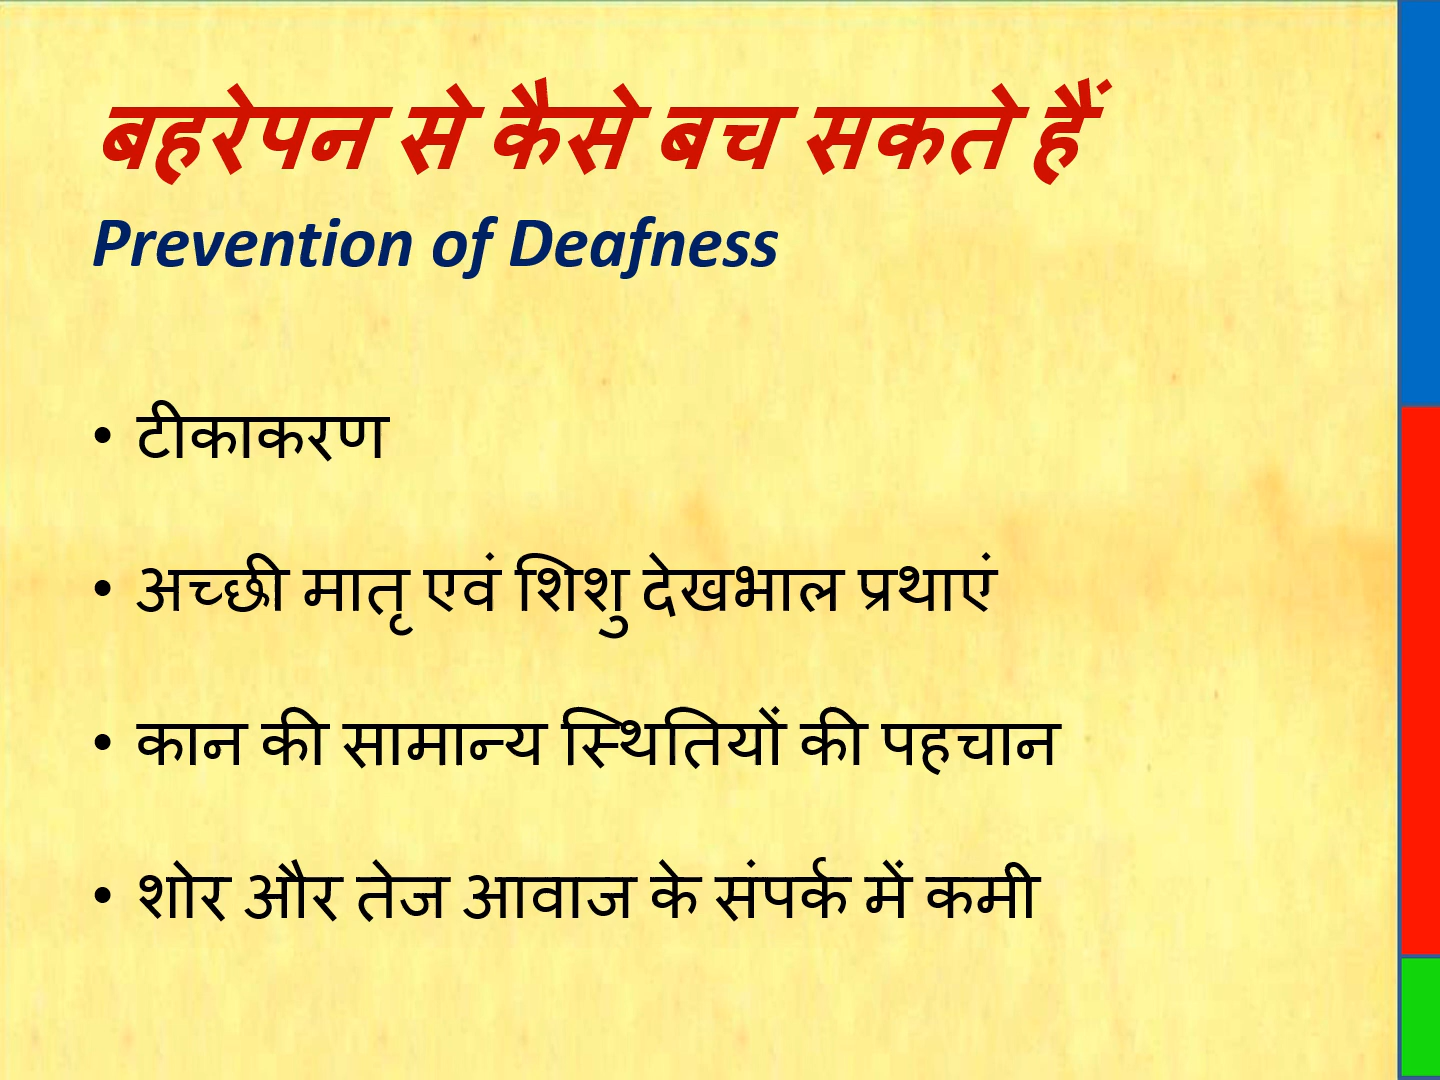 बहरेपन से कैसे बच सकते हैं
Prevention of Deafness
• टीकाकरण
• अच्छी मातृ एवं शिशु देखभाल प्रथाएं
• कान की सामान्य स्थितियों की पहचान
• शोर और तेज आवाज के संपर्क में कमी